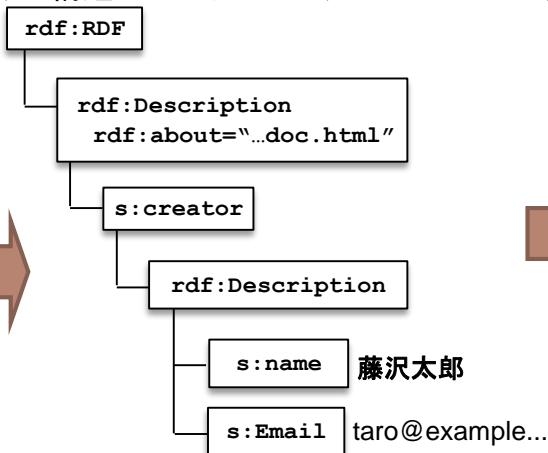 rdf:RDF
rdf:Description
rdf:about="…doc.html"
s:creator
rdf:Description
s:name 藤沢太郎
s:Email taro@example...